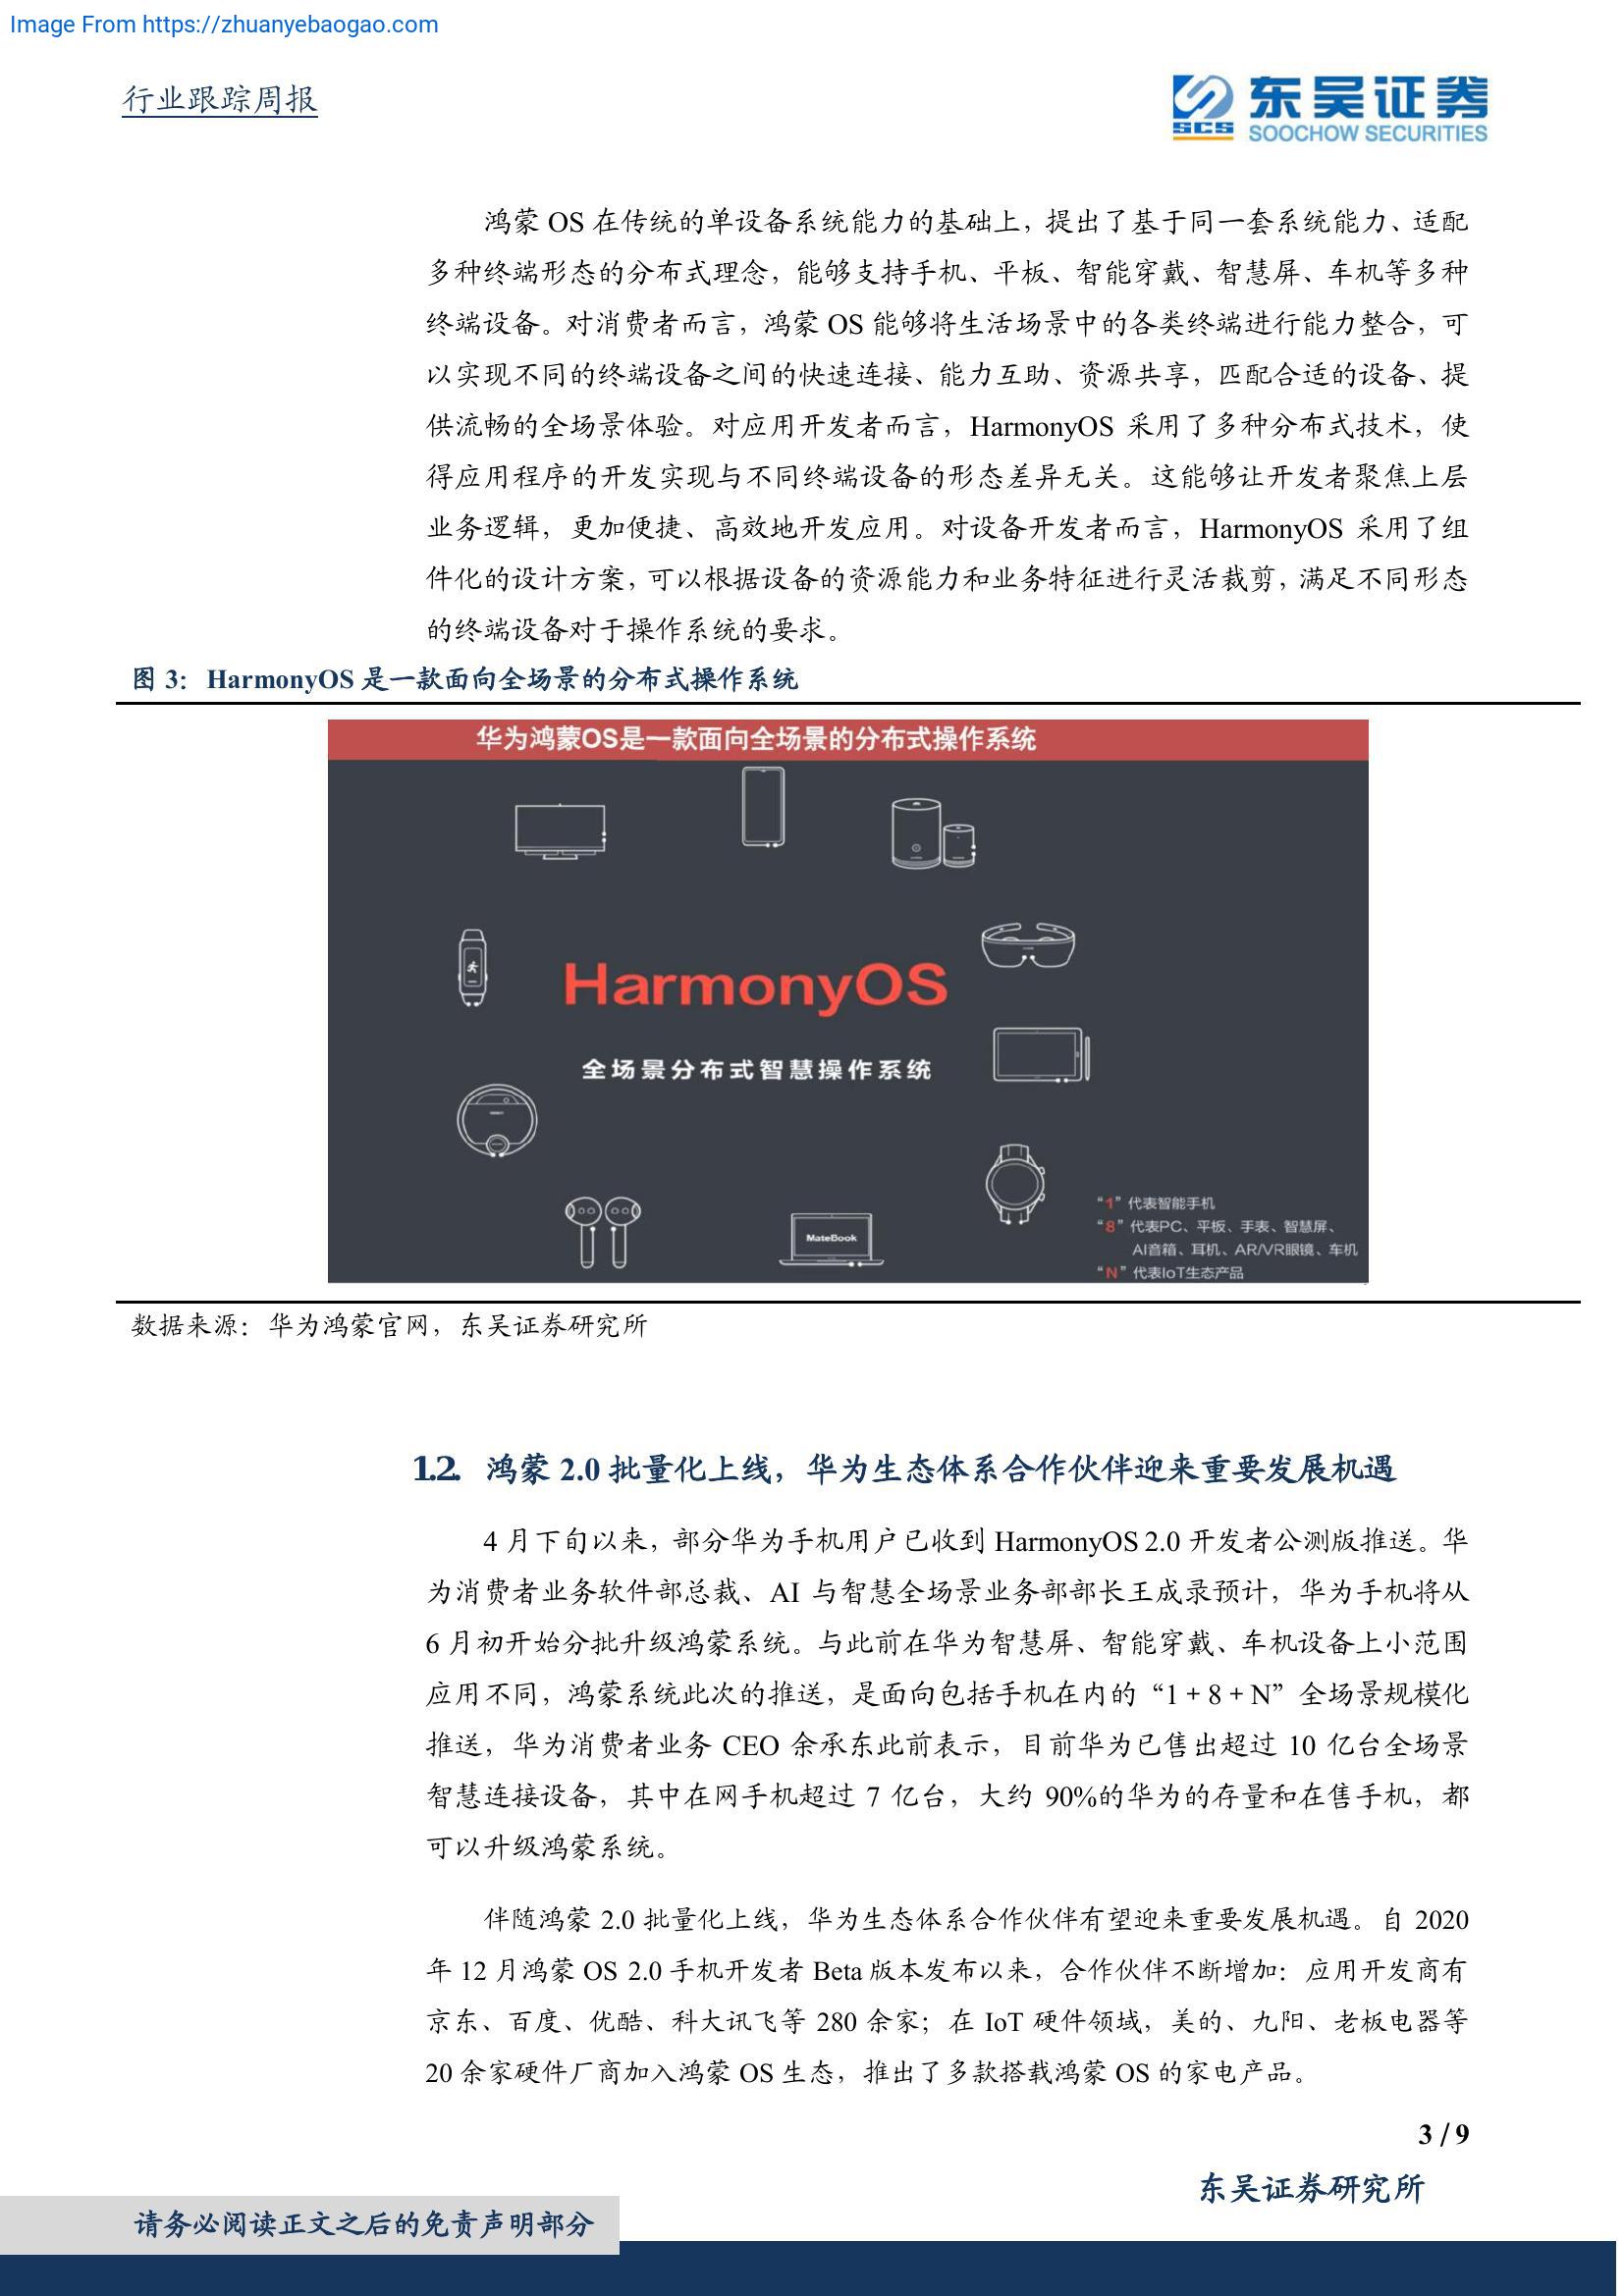 Image From https://zhuanyebaogao.com
行业跟踪周报
SCS
东吴证券
SOOCHOW SECURITIES
鸿蒙 OS 在传统的单设备系统能力的基础上，提出了基于同一套系统能力、适配
多种终端形态的分布式理念，能够支持手机、平板、智能穿戴、智慧屏、车机等多种
终端设备。对消费者而言，鸿蒙 OS 能够将生活场景中的各类终端进行能力整合，可
以实现不同的终端设备之间的快速连接、能力互助、资源共享，匹配合适的设备、提
供流畅的全场景体验。对应用开发者而言，HarmonyOS 采用了多种分布式技术，使
得应用程序的开发实现与不同终端设备的形态差异无关。这能够让开发者聚焦上层
业务逻辑，更加便捷、高效地开发应用。对设备开发者而言，HarmonyOS 采用了组
件化的设计方案，可以根据设备的资源能力和业务特征进行灵活裁剪，满足不同形态
的终端设备对于操作系统的要求。
图 3：HarmonyOS 是一款面向全场景的分布式操作系统
华为鸿蒙OS是一款面向全场景的分布式操作系统
HarmonyOS
全场景分布式智慧操作系统
MateBook
“1”代表智能手机
“8”代表PC、平板、手表、智慧屏、
AI音箱、耳机、AR/VR眼镜、车机
“N”代表IoT生态产品
数据来源：华为鸿蒙官网，东吴证券研究所
1.2. 鸿蒙 2.0 批量化上线，华为生态体系合作伙伴迎来重要发展机遇
4 月下旬以来，部分华为手机用户已收到 HarmonyOS 2.0 开发者公测版推送。华
为消费者业务软件部总裁、AI 与智慧全场景业务部部长王成录预计，华为手机将从
6 月初开始分批升级鸿蒙系统。与此前在华为智慧屏、智能穿戴、车机设备上小范围
应用不同，鸿蒙系统此次的推送，是面向包括手机在内的“1 + 8 + N”全场景规模化
推送，华为消费者业务 CEO 余承东此前表示，目前华为已售出超过 10 亿台全场景
智慧连接设备，其中在网手机超过 7 亿台，大约 90%的华为的存量和在售手机，都
可以升级鸿蒙系统。
伴随鸿蒙 2.0 批量化上线，华为生态体系合作伙伴有望迎来重要发展机遇。自 2020
年 12 月鸿蒙 OS 2.0 手机开发者 Beta 版本发布以来，合作伙伴不断增加：应用开发商有
京东、百度、优酷、科大讯飞等 280 余家；在 IoT 硬件领域，美的、九阳、老板电器等
20 余家硬件厂商加入鸿蒙 OS 生态，推出了多款搭载鸿蒙 OS 的家电产品。
3 / 9
东吴证券研究所
请务必阅读正文之后的免责声明部分